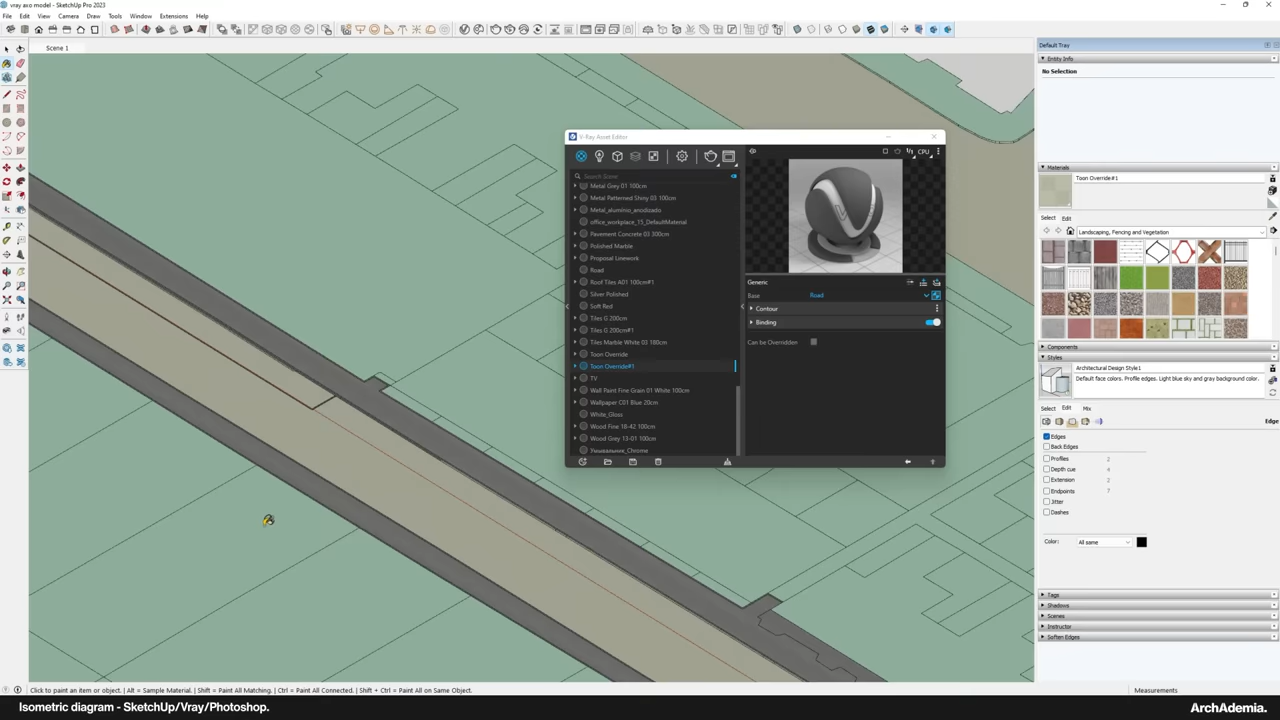 vray axo model - SketchUp Pro 2023
File Edit View Camera Draw Tools Window Extensions Help
Scene 1
V-Ray Asset Editor
Search Scene
Metal Grey 01 100cm
Metal Patterned Shiny 03 100cm
Metal_aluminio_anodizado
office_workplace_15_DefaultMaterial
Pavement Concrete 03 300cm
Polished Marble
Proposal Linework
Road
Roof Tiles A01 100cm#1
Silver Polished
Soft Red
Tiles G 200cm
Tiles G 200cm#1
Tiles Marble White 03 180cm
Toon Override
Toon Override#1
TV
Wall Paint Fine Grain 01 White 100cm
Wallpaper C01 Blue 20cm
White_Gloss
Wood Fine 18-42 100cm
Wood Grey 13-01 100cm
Умывальник_Chrome
CPU
Generic
Base Road
Contour
Binding
Can be Overridden
Default Tray
Entity Info
No Selection
Materials
Toon Override#1
Select Edit
Landscaping, Fencing and Vegetation
Components
Styles
Architectural Design Style1
Default face colors. Profile edges. Light blue sky and gray background color.
Select Edit Mix
Edge
Edges
Back Edges
Profiles 2
Depth cue 4
Extension 2
Endpoints 7
Jitter
Dashes
Color: All same
Tags
Shadows
Scenes
Instructor
Soften Edges
Click to paint an item or object. | Alt = Sample Material. | Shift = Paint All Matching. | Ctrl = Paint All Connected. | Shift + Ctrl = Paint All on Same Object.
Measurements
Isometric diagram - SketchUp/Vray/Photoshop.
ArchAdemia.